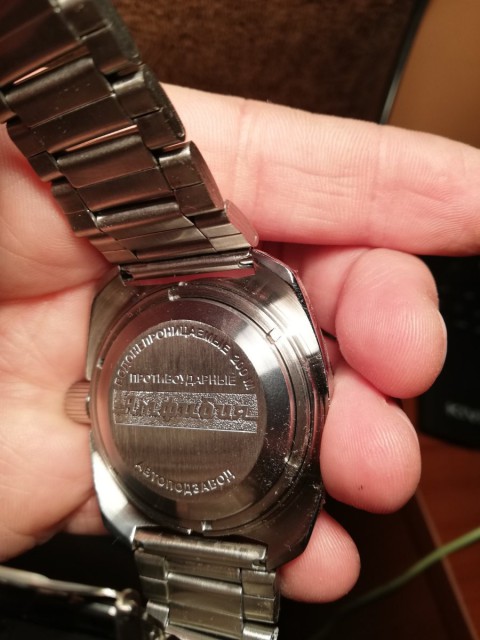 ВОДОНЕПРОНИЦАЕМЫЕ 200 М
ПРОТИВОУДАРНЫЕ
Амфибия
АВТОПОДЗАВОД